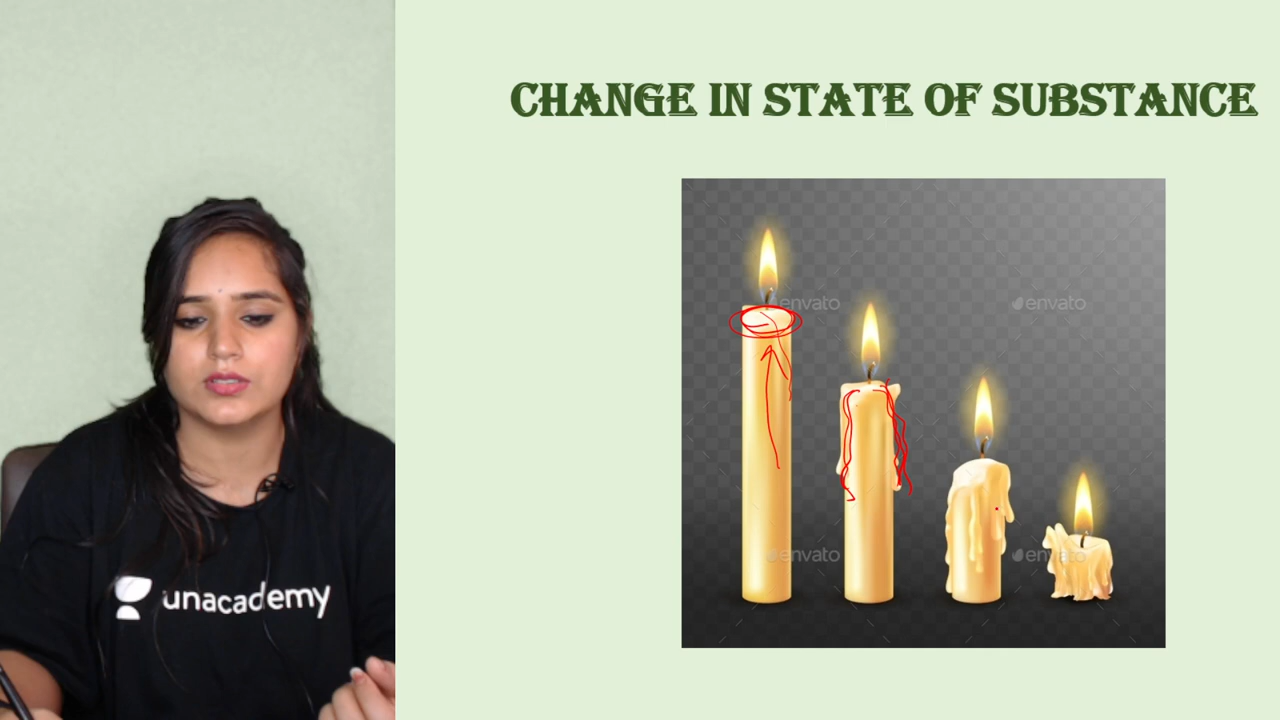 CHANGE IN STATE OF SUBSTANCE
envato
envato
envato
envato
unacademy